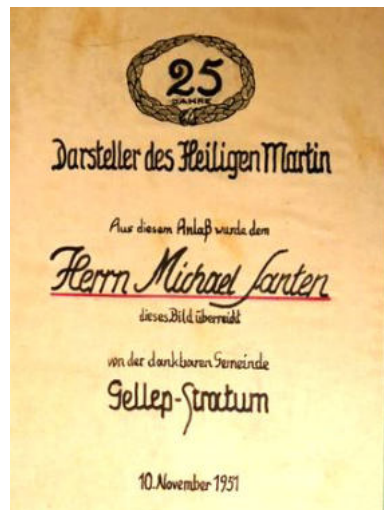 25
JAHRE
Darsteller des Heiligen Martin
Aus diesem Anlaß wurde dem
Herrn Michael Santen
dieses Bild überreicht
von der dankbaren Gemeinde
Gellep-Stratum
10. November 1951